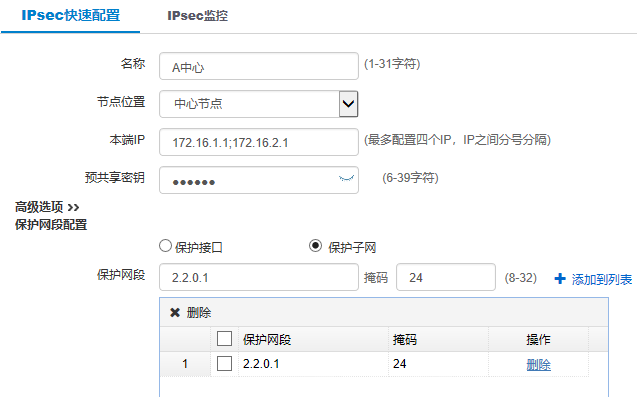 IPsec快速配置 IPsec监控
名称 A中心 (1-31字符)
节点位置 中心节点
本端IP 172.16.1.1;172.16.2.1 (最多配置四个IP，IP之间分号分隔)
预共享密钥 ●●●●●● (6-39字符)
高级选项 >>
保护网段配置
保护接口 保护子网
保护网段 2.2.0.1 掩码 24 (8-32) 添加到列表
删除
保护网段 掩码 操作
1 2.2.0.1 24 删除